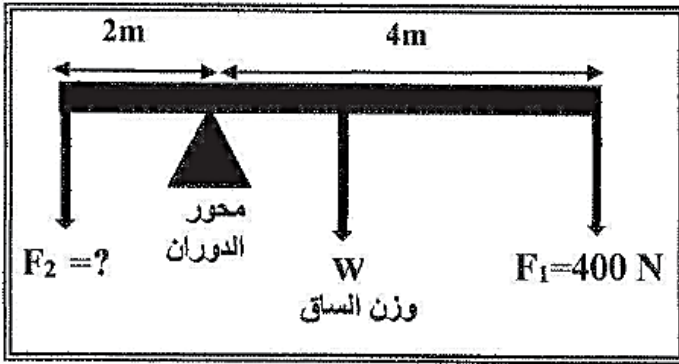 2m
4m
محور
الدوران
F₂ =?
W
وزن الساق
F₁=400 N